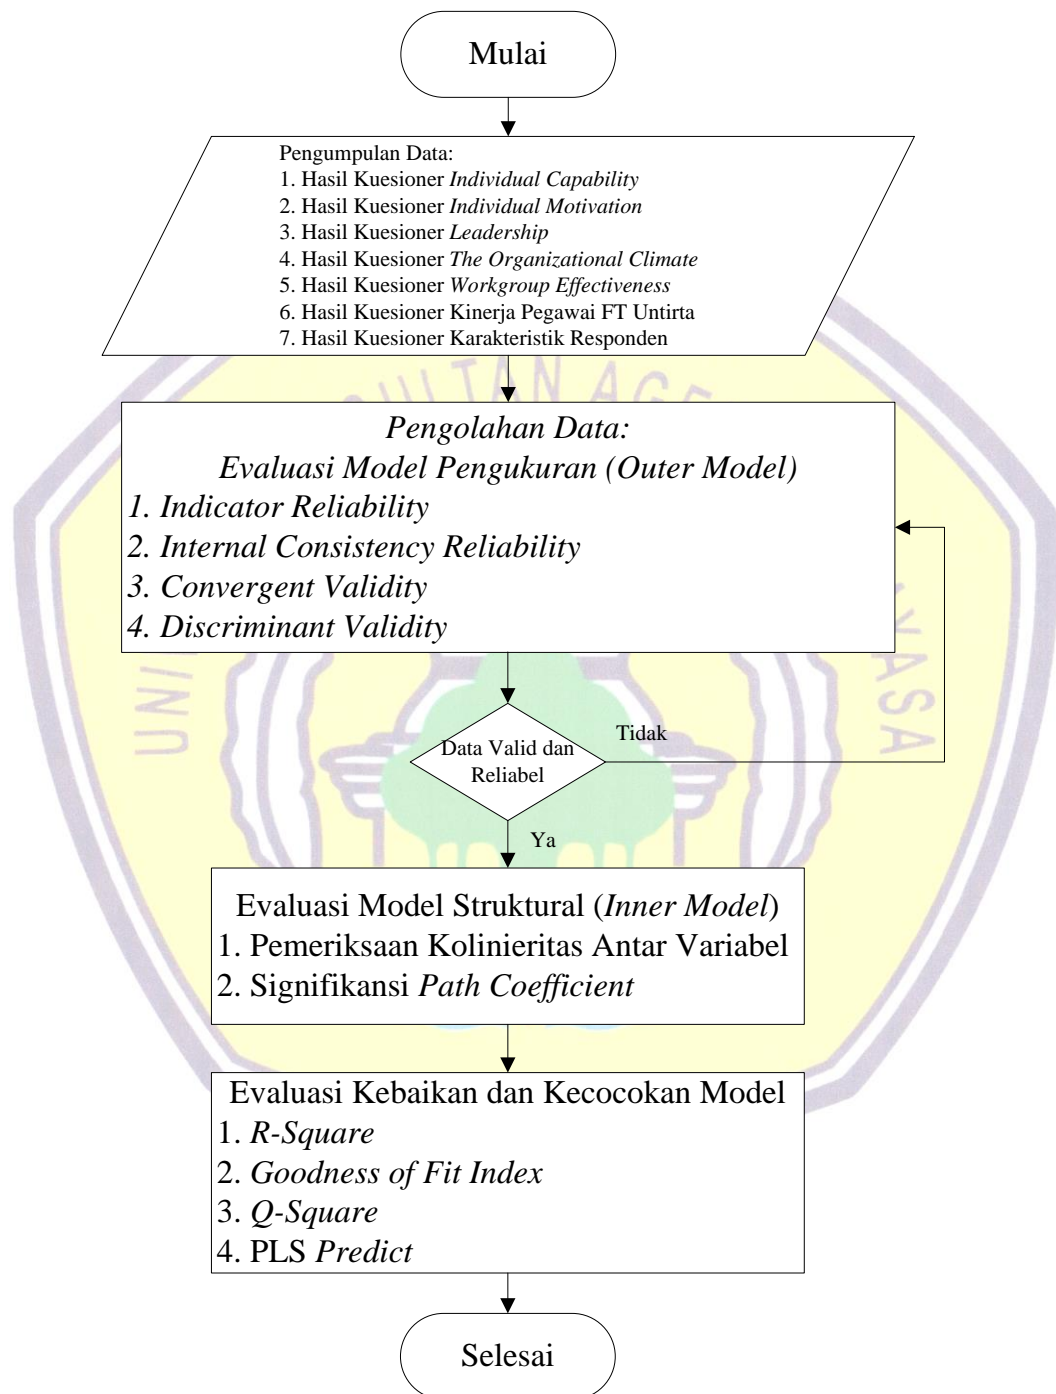 Mulai
Pengumpulan Data:
1. Hasil Kuesioner Individual Capability
2. Hasil Kuesioner Individual Motivation
3. Hasil Kuesioner Leadership
4. Hasil Kuesioner The Organizational Climate
5. Hasil Kuesioner Workgroup Effectiveness
6. Hasil Kuesioner Kinerja Pegawai FT Untirta
7. Hasil Kuesioner Karakteristik Responden
Pengolahan Data:
Evaluasi Model Pengukuran (Outer Model)
1. Indicator Reliability
2. Internal Consistency Reliability
3. Convergent Validity
4. Discriminant Validity
Data Valid dan
Reliabel
Tidak
Ya
Evaluasi Model Struktural (Inner Model)
1. Pemeriksaan Kolinieritas Antar Variabel
2. Signifikansi Path Coefficient
Evaluasi Kebaikan dan Kecocokan Model
1. R-Square
2. Goodness of Fit Index
3. Q-Square
4. PLS Predict
Selesai